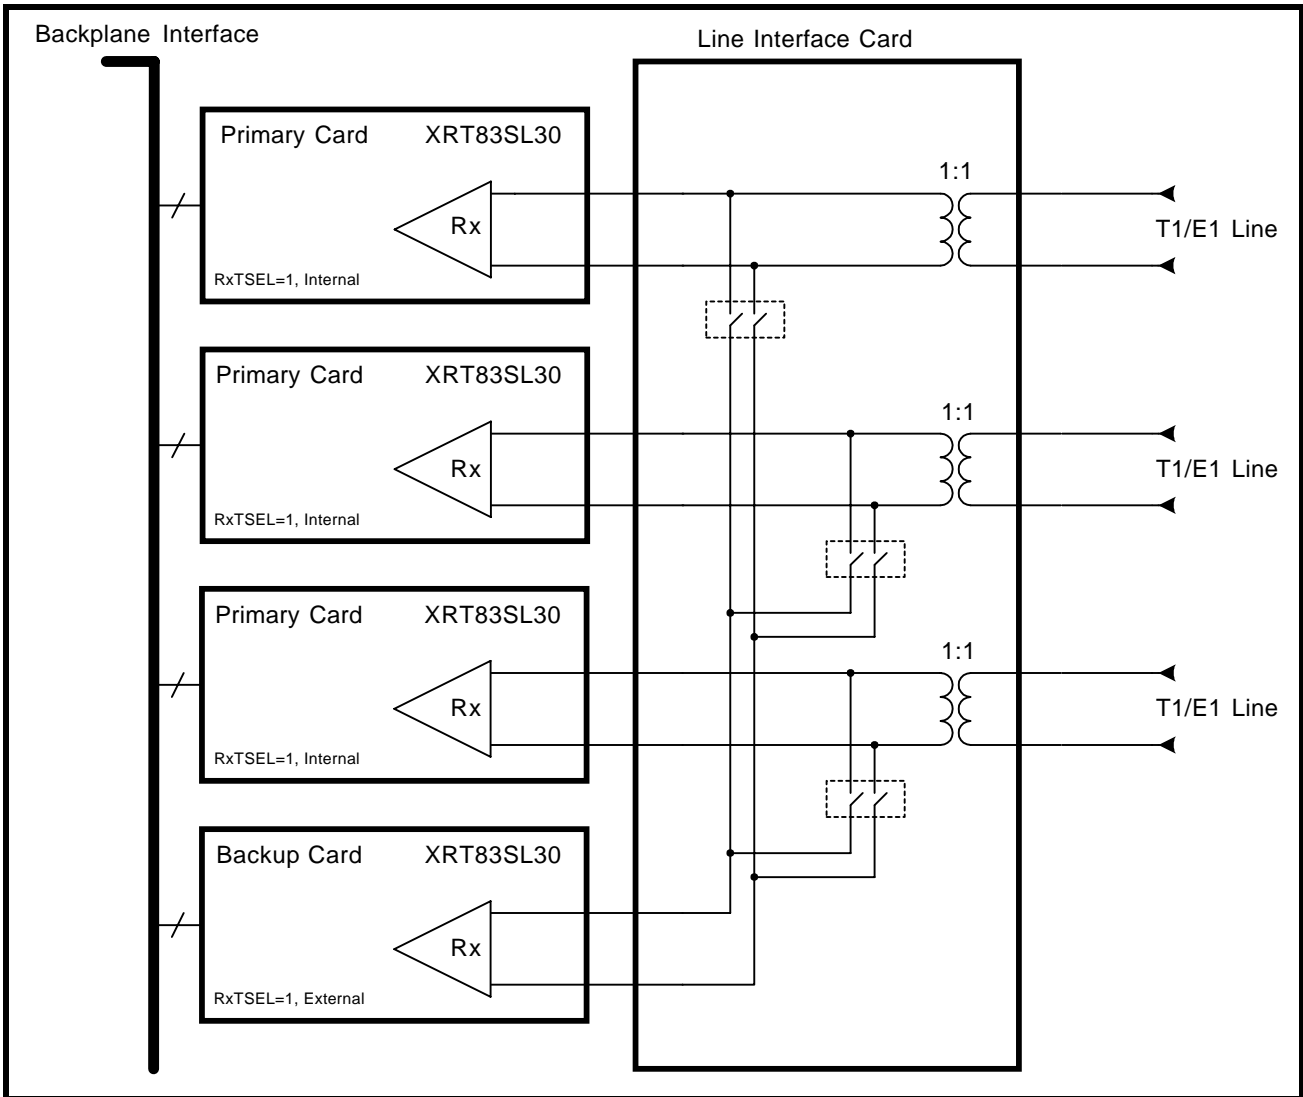 Backplane Interface
Line Interface Card
Primary Card XRT83SL30
1:1
Rx
T1/E1 Line
RxTSEL=1, Internal
Primary Card XRT83SL30
1:1
Rx
T1/E1 Line
RxTSEL=1, Internal
Primary Card XRT83SL30
1:1
Rx
T1/E1 Line
RxTSEL=1, Internal
Backup Card XRT83SL30
Rx
RxTSEL=1, External